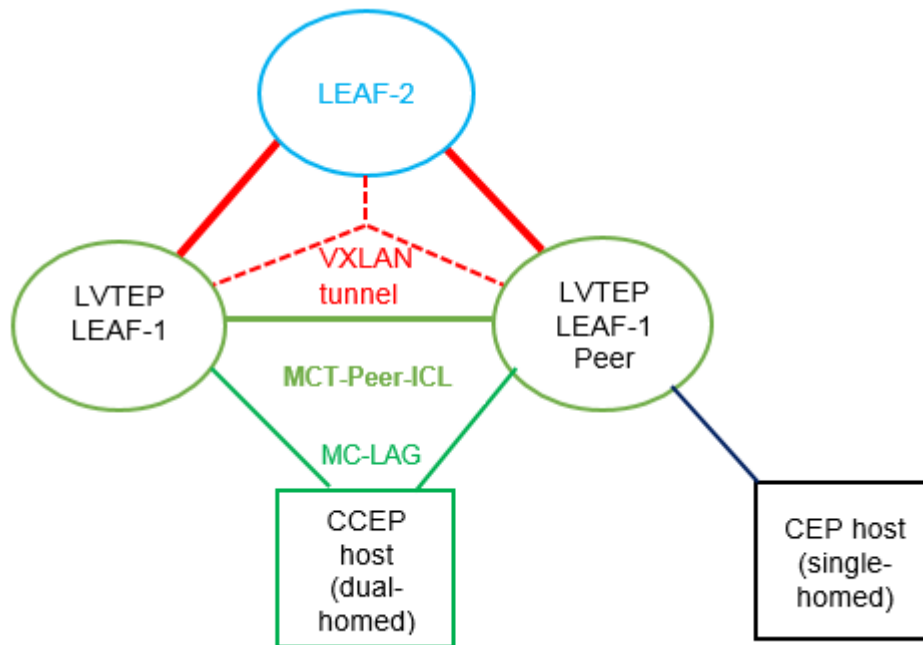 LEAF-2
VXLAN
tunnel
LVTEP
LEAF-1
LVTEP
LEAF-1
Peer
MCT-Peer-ICL
MC-LAG
CCEP
host
(dual-
homed)
CEP host
(single-
homed)